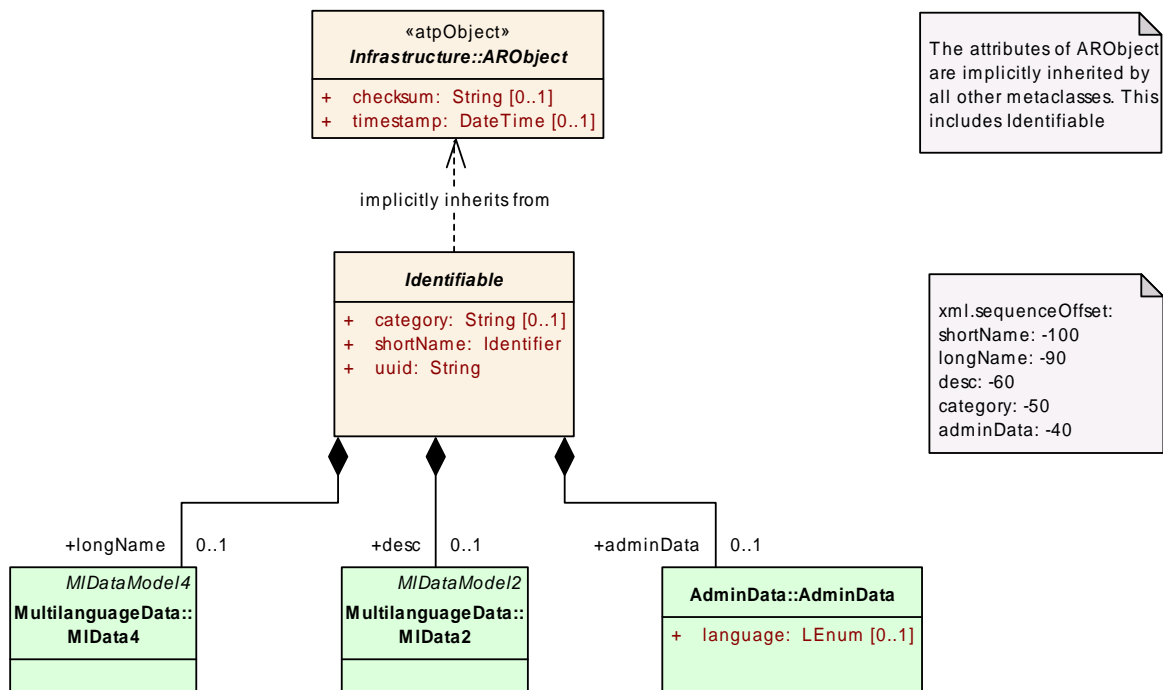 «atpObject»
Infrastructure::ARObject
+ checksum: String [0..1]
+ timestamp: DateTime [0..1]
The attributes of ARObject
are implicitly inherited by
all other metaclasses. This
includes Identifiable
implicitly inherits from
Identifiable
+ category: String [0..1]
+ shortName: Identifier
+ uuid: String
xml.sequenceOffset:
shortName: -100
longName: -90
desc: -60
category: -50
adminData: -40
+longName 0..1
+desc 0..1
+adminData 0..1
MlDataModel4
MultilanguageData::
MlData4
MlDataModel2
MultilanguageData::
MlData2
AdminData::AdminData
+ language: LEnum [0..1]